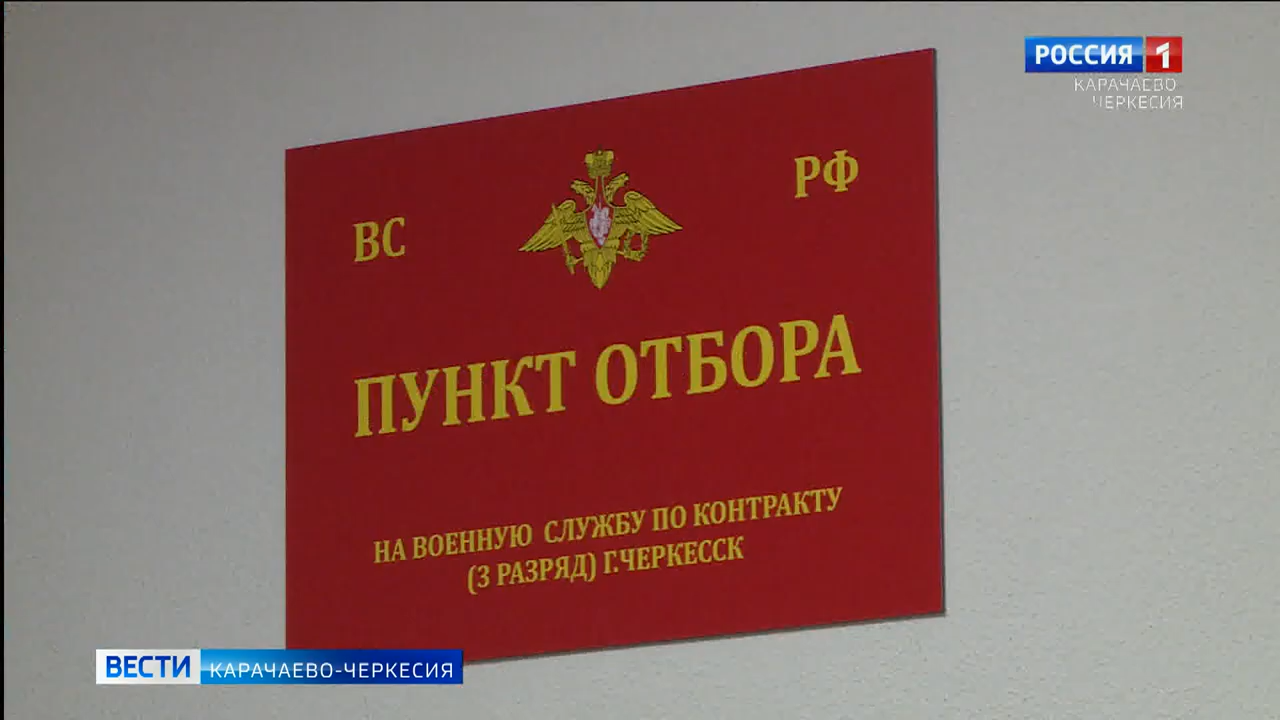 РОССИЯ 1
КАРАЧАЕВО
ЧЕРКЕСИЯ
ВС
РФ
ПУНКТ ОТБОРА
НА ВОЕННУЮ СЛУЖБУ ПО КОНТРАКТУ
(3 РАЗРЯД) Г.ЧЕРКЕССК
ВЕСТИ КАРАЧАЕВО-ЧЕРКЕСИЯ